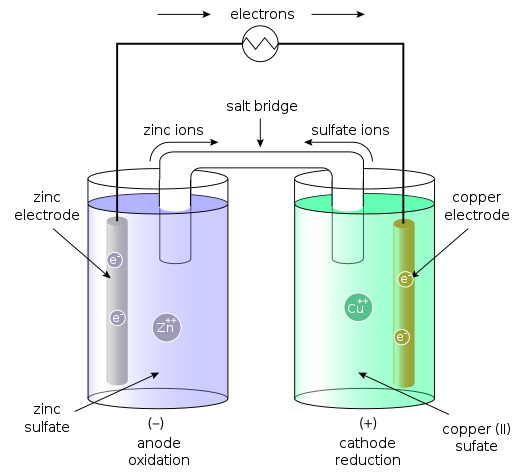 electrons
salt bridge
zinc ions
sulfate ions
zinc
electrode
copper
electrode
e-
e-
Zn++
Cu++
e-
e-
zinc
sulfate
(–)
anode
oxidation
(+)
cathode
reduction
copper (II)
sufate